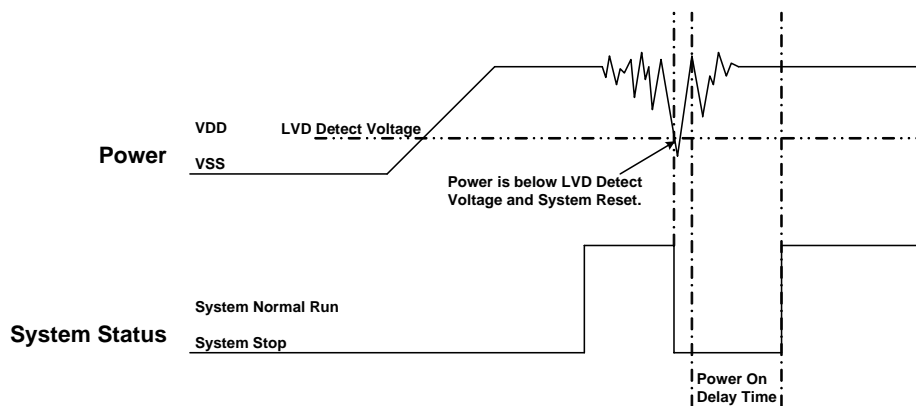 VDD
LVD Detect Voltage
Power
VSS
Power is below LVD Detect
Voltage and System Reset.
System Normal Run
System Status
System Stop
Power On
Delay Time